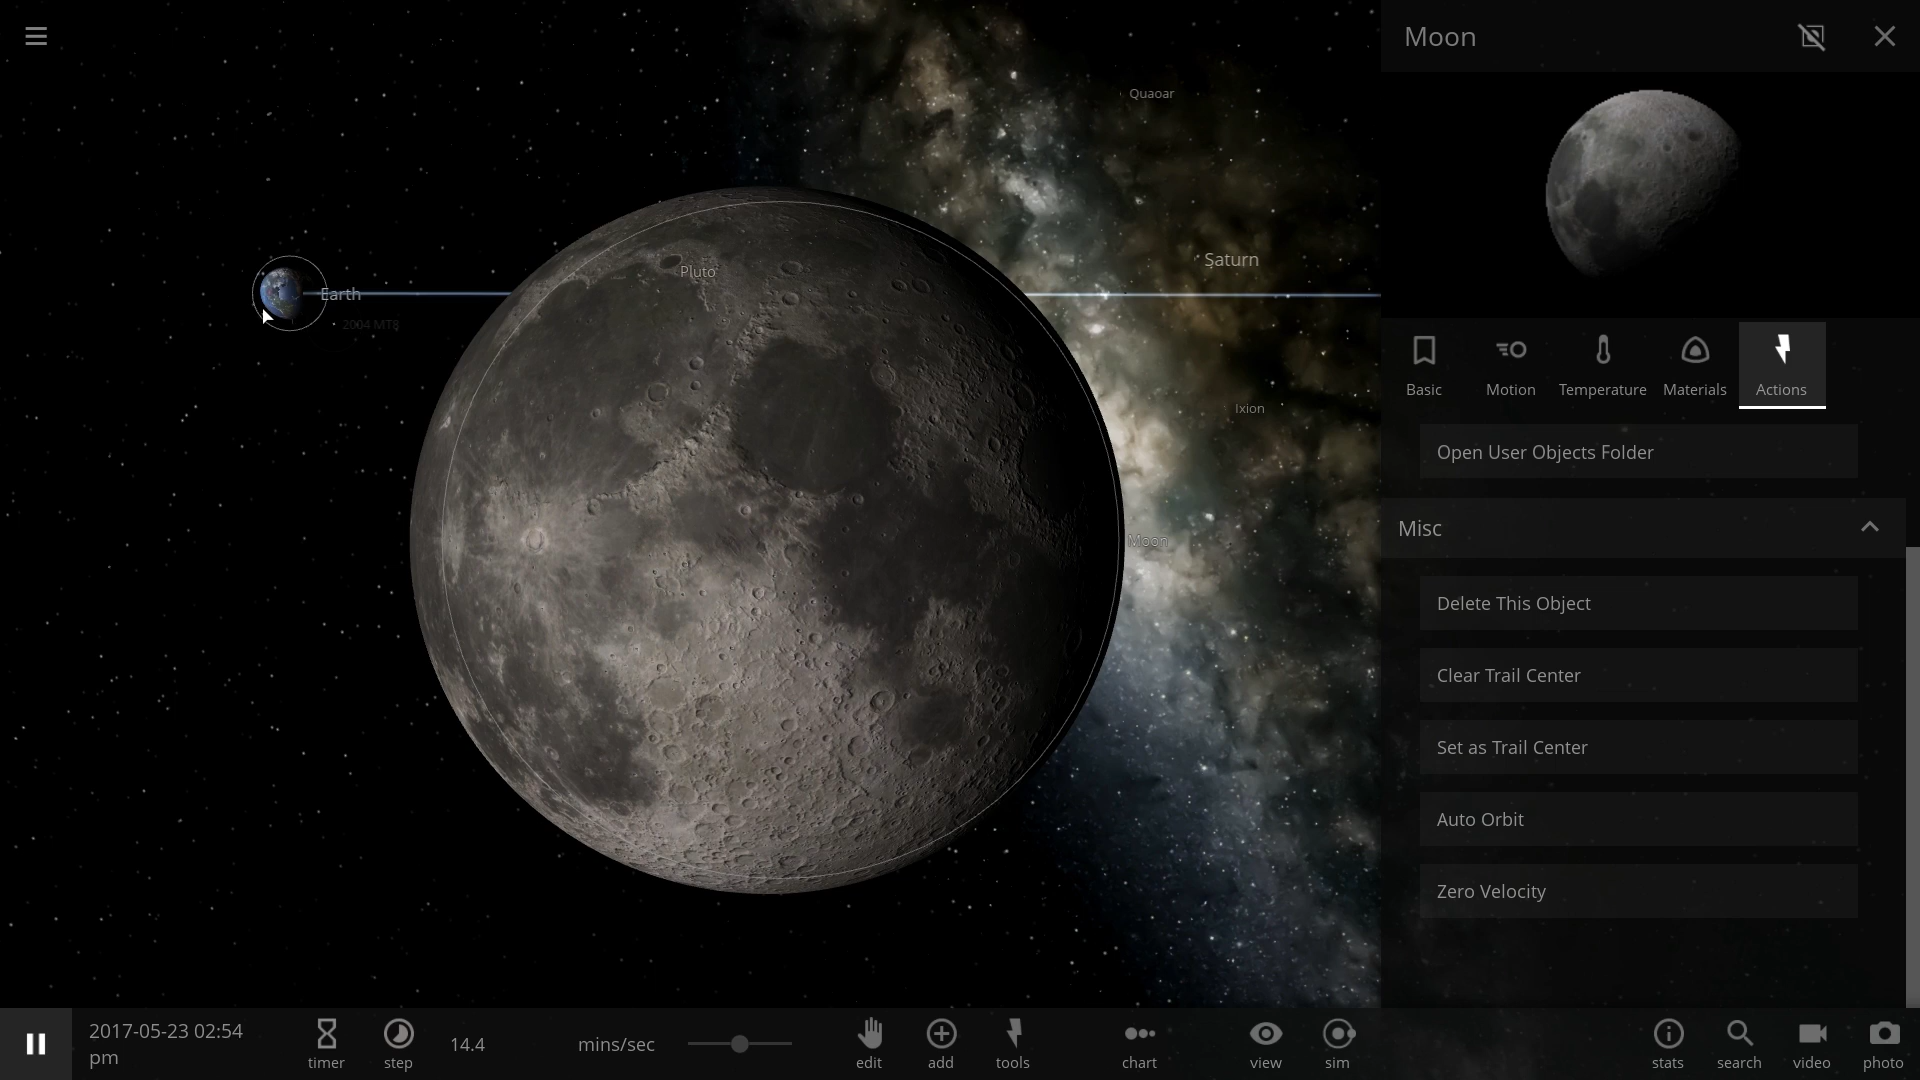 Moon
Quaoar
Saturn
Pluto
Earth
2004 MT8
Ixion
Moon
Basic
Motion
Temperature
Materials
Actions
Open User Objects Folder
Misc
Delete This Object
Clear Trail Center
Set as Trail Center
Auto Orbit
Zero Velocity
2017-05-23 02:54
pm
timer
step
14.4
mins/sec
edit
add
tools
chart
view
sim
stats
search
video
photo